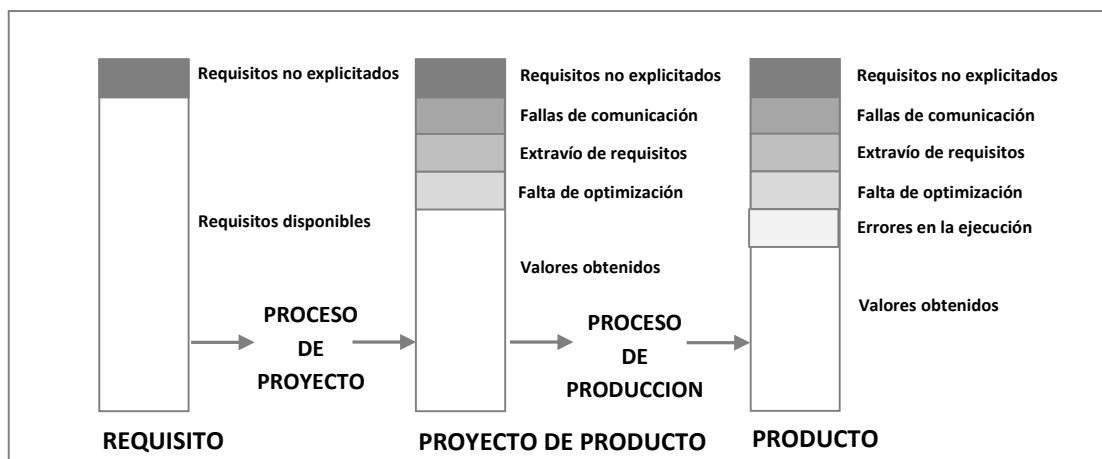 Requisitos no explicitados
Requisitos disponibles
PROCESO
DE
PROYECTO
REQUISITO
Requisitos no explicitados
Fallas de comunicación
Extravío de requisitos
Falta de optimización
Valores obtenidos
PROCESO
DE
PRODUCCION
PROYECTO DE PRODUCTO
Requisitos no explicitados
Fallas de comunicación
Extravío de requisitos
Falta de optimización
Errores en la ejecución
Valores obtenidos
PRODUCTO